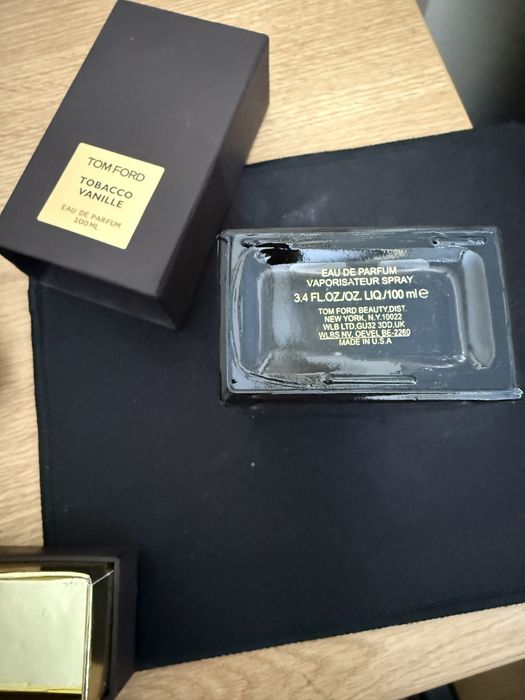 TOM FORD
TOBACCO
VANILLE
EAU DE PARFUM
100 ML
EAU DE PARFUM
VAPORISATEUR SPRAY
3.4 FL.OZ/OZ. LIQ./100 ml e
TOM FORD BEAUTY,DIST.
NEW YORK, N.Y.10022
WLB LTD,GU32 3DD,UK
WLBS NV, OEVEL BE-2260
MADE IN U.S.A